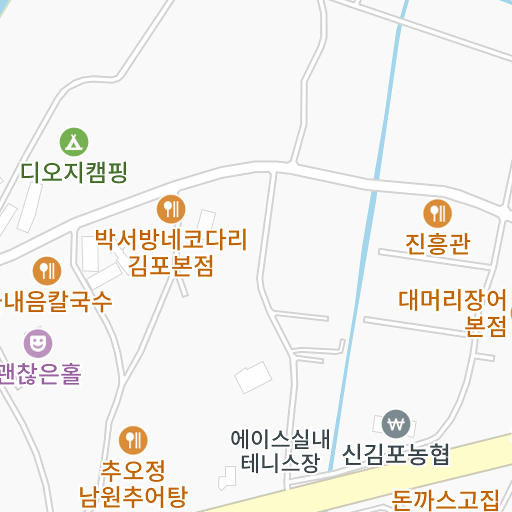 디오지캠핑
박서방네코다리
김포본점
진흥관
내음칼국수
대머리장어
본점
괜찮은홀
에이스실내
테니스장
신김포농협
추오정
남원추어탕
돈까스고집